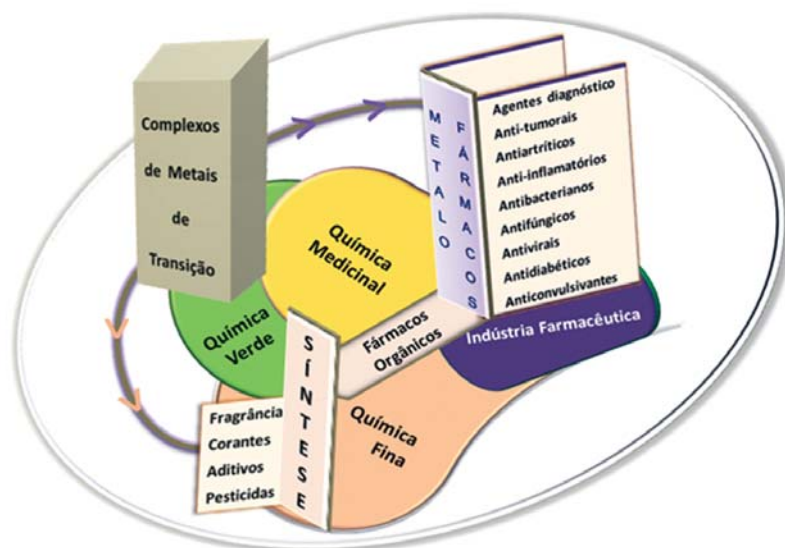 Complexos
de Metais
de
Transição
METALO
FÁRMACOS
Agentes diagnóstico
Anti-tumorais
Antiartríticos
Anti-inflamatórios
Antibacterianos
Antifúngicos
Antivirais
Antidiabéticos
Anticonvulsivantes
Química
Medicinal
Química
Verde
Fármacos
Orgânicos
Indústria Farmacêutica
SÍNTESE
Fragrância
Corantes
Aditivos
Pesticidas
Química
Fina